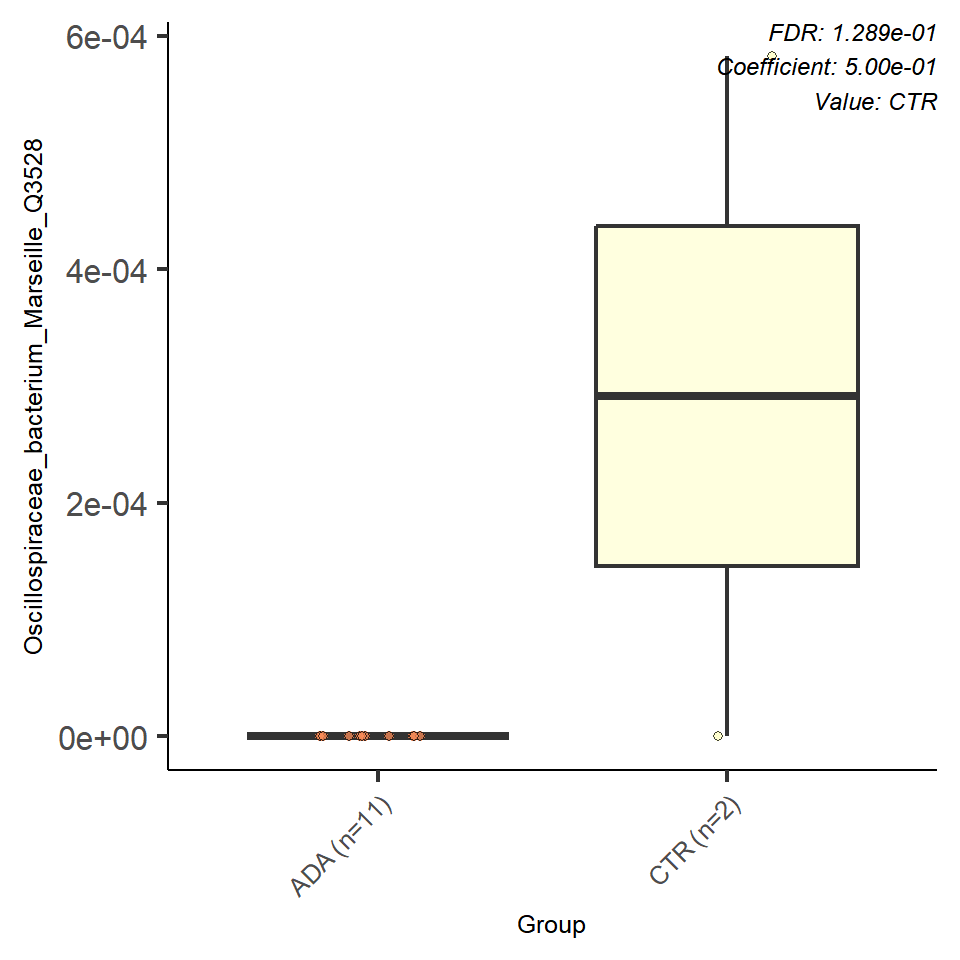 FDR: 1.289e-01
Coefficient: 5.00e-01
Value: CTR
Oscillospiraceae_bacterium_Marseille_Q3528
6e-04
4e-04
2e-04
0e+00
ADA (n=11)
CTR (n=2)
Group